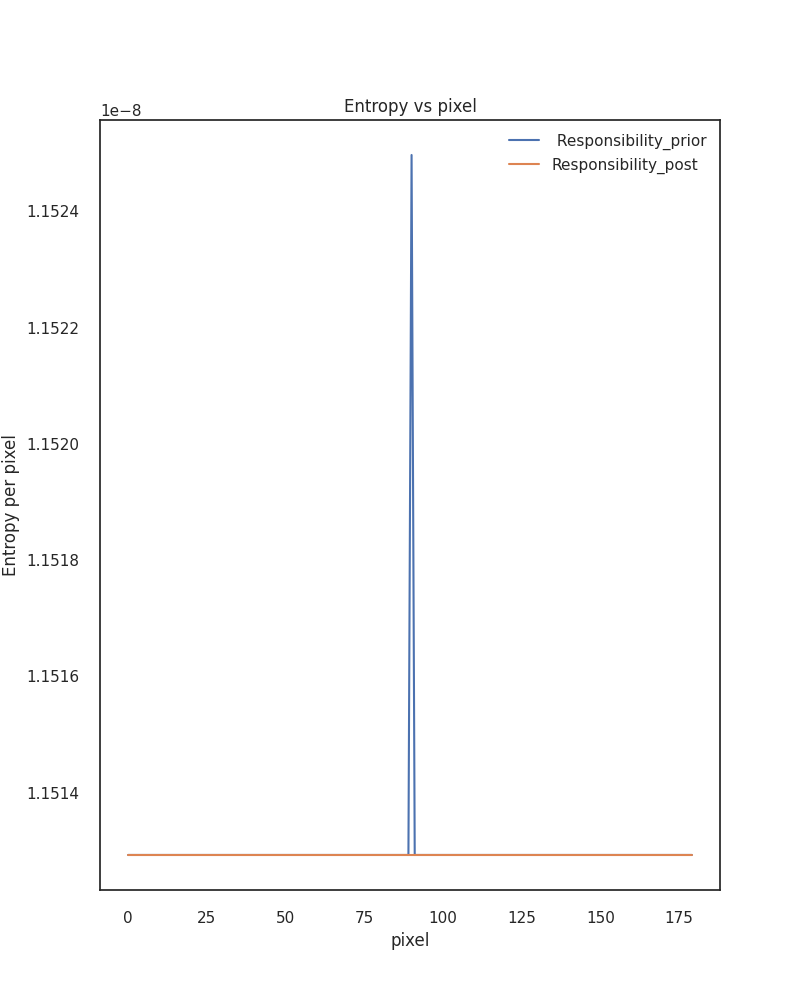 Entropy vs pixel
1e−8
Responsibility_prior
Responsibility_post
1.1524
1.1522
1.1520
1.1518
1.1516
1.1514
Entropy per pixel
0 25 50 75 100 125 150 175
pixel